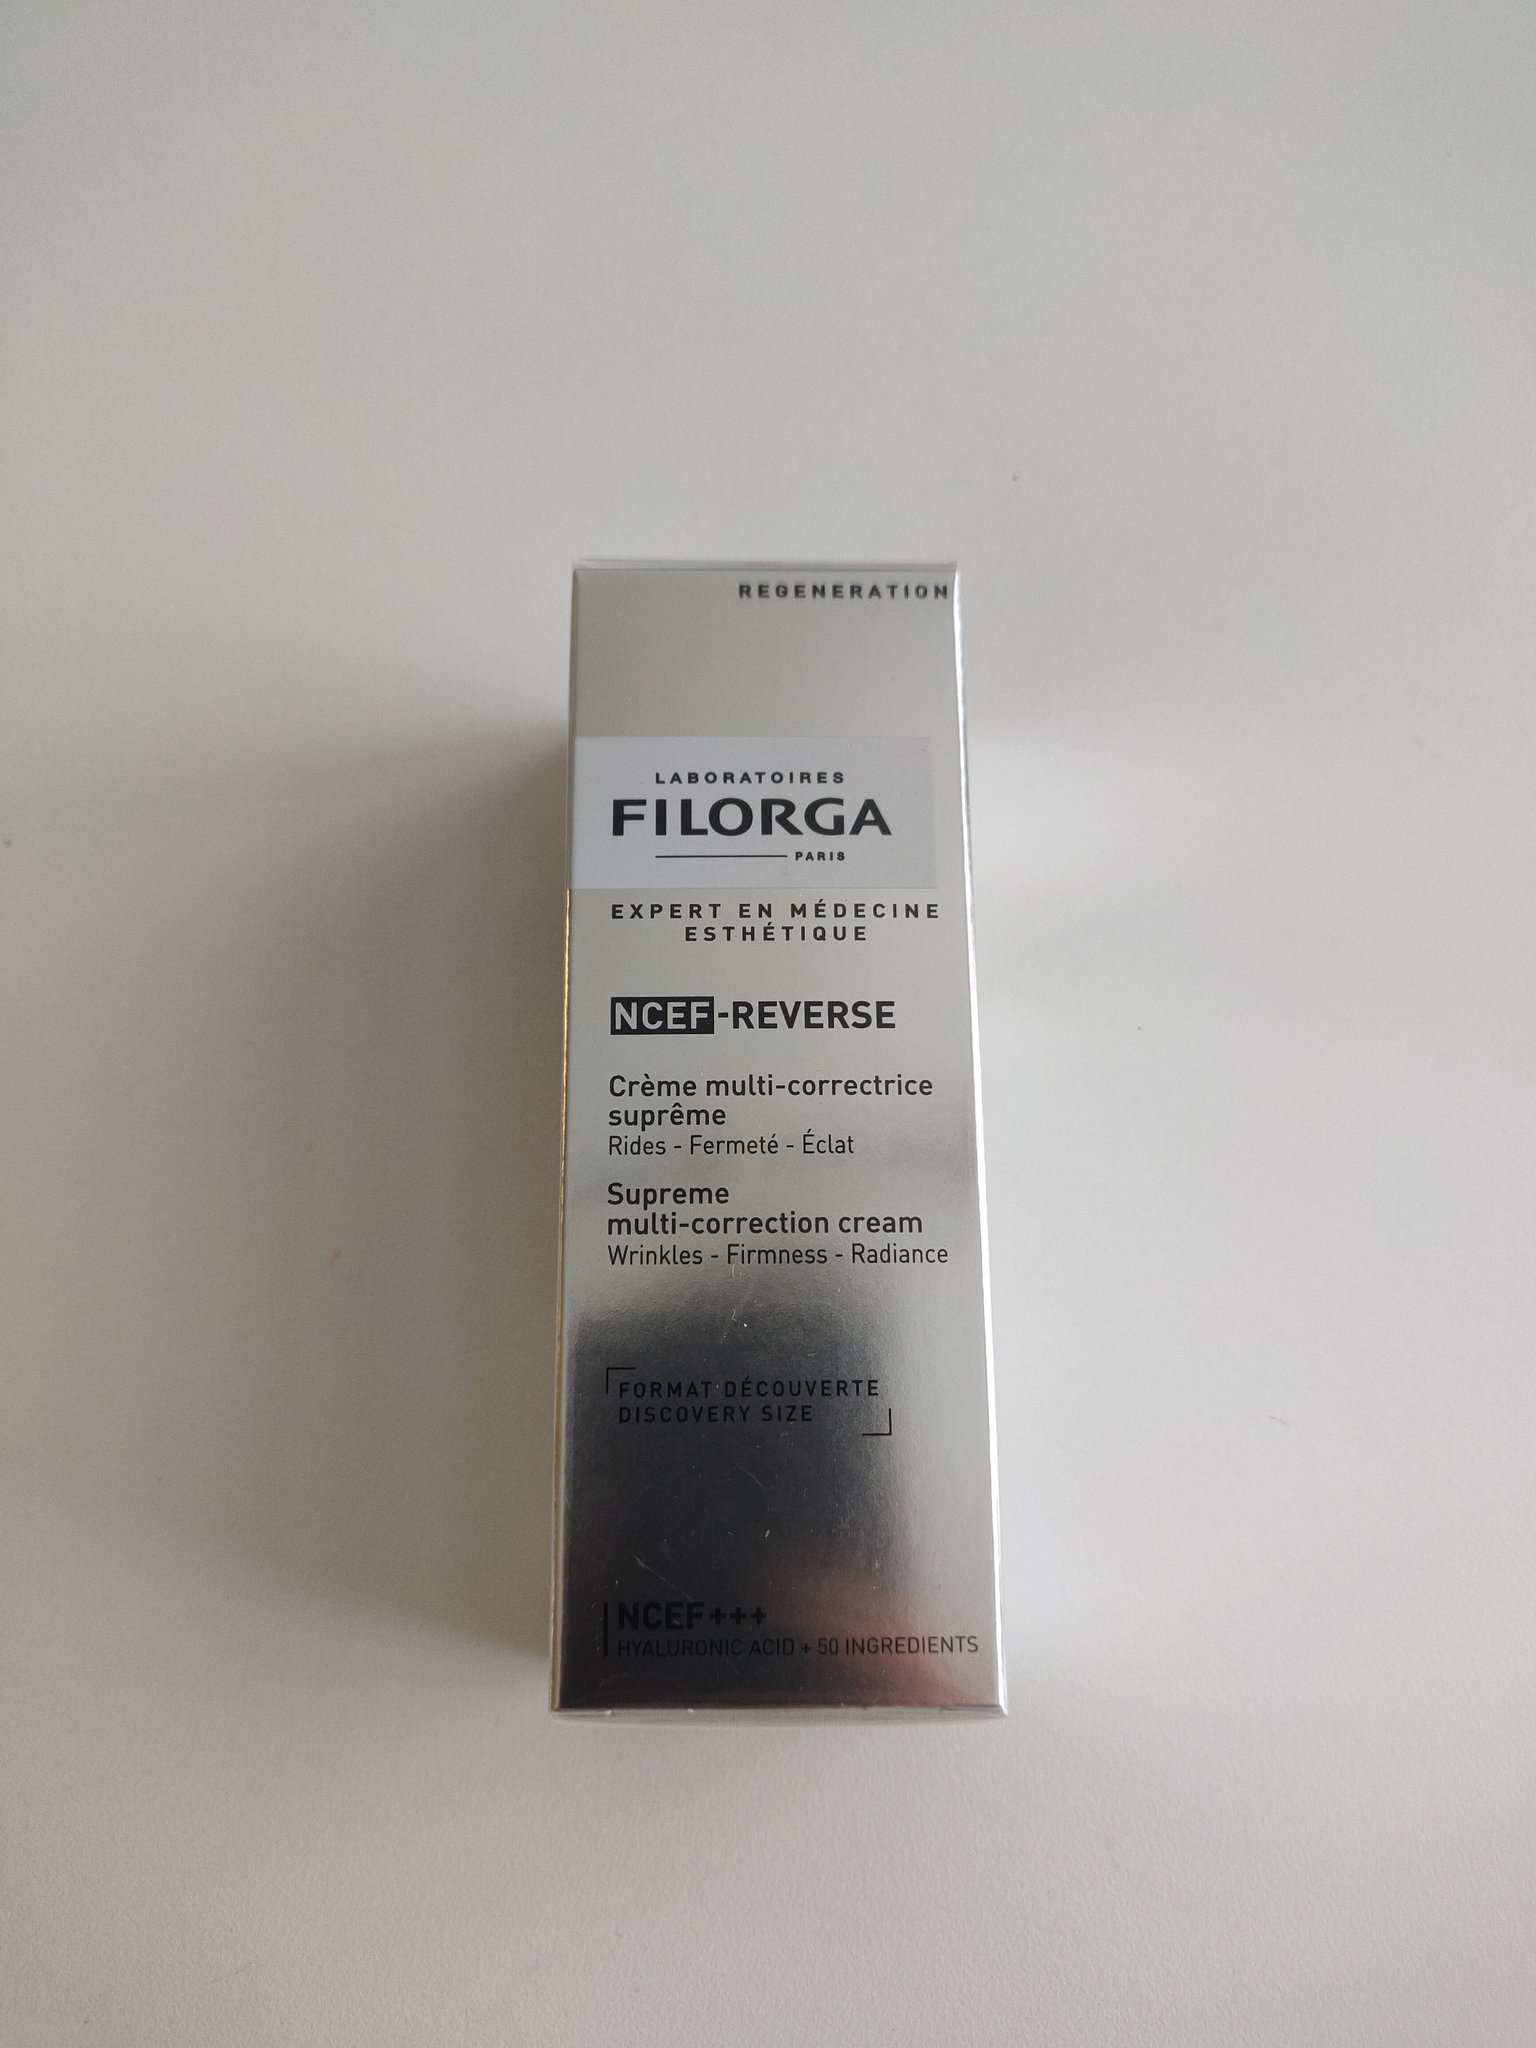 REGENERATION
LABORATOIRES
FILORGA
PARIS
EXPERT EN MÉDECINE
ESTHÉTIQUE
NCEF-REVERSE
Crème multi-correctrice
suprême
Rides - Fermeté - Éclat
Supreme
multi-correction cream
Wrinkles - Firmness - Radiance
FORMAT DÉCOUVERTE
DISCOVERY SIZE
NCEF+++
HYALURONIC ACID + 50 INGREDIENTS